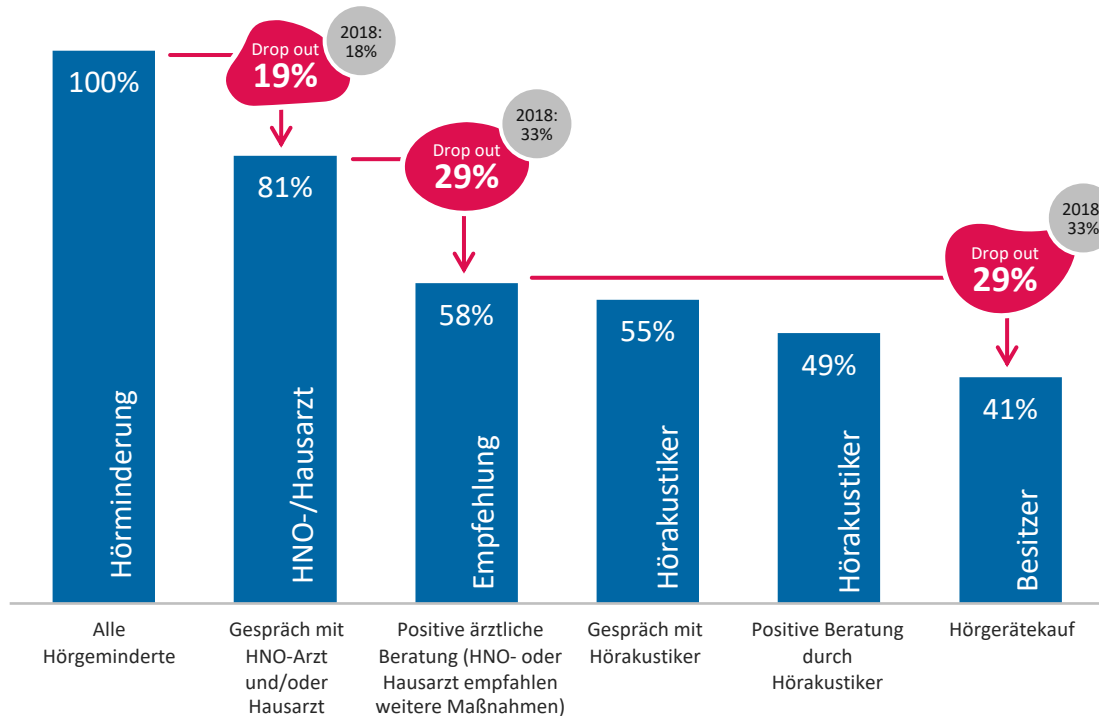 2018:
18%
Drop out
19%
100%
2018:
33%
Drop out
29%
81%
2018:
33%
Drop out
29%
58%
55%
49%
41%
Hörminderung
HNO-/Hausarzt
Empfehlung
Hörakustiker
Hörakustiker
Besitzer
Alle
Hörgeminderte
Gespräch mit
HNO-Arzt
und/oder
Hausarzt
Positive ärztliche
Beratung (HNO- oder
Hausarzt empfahlen
weitere Maßnahmen)
Gespräch mit
Hörakustiker
Positive Beratung
durch
Hörakustiker
Hörgerätekauf